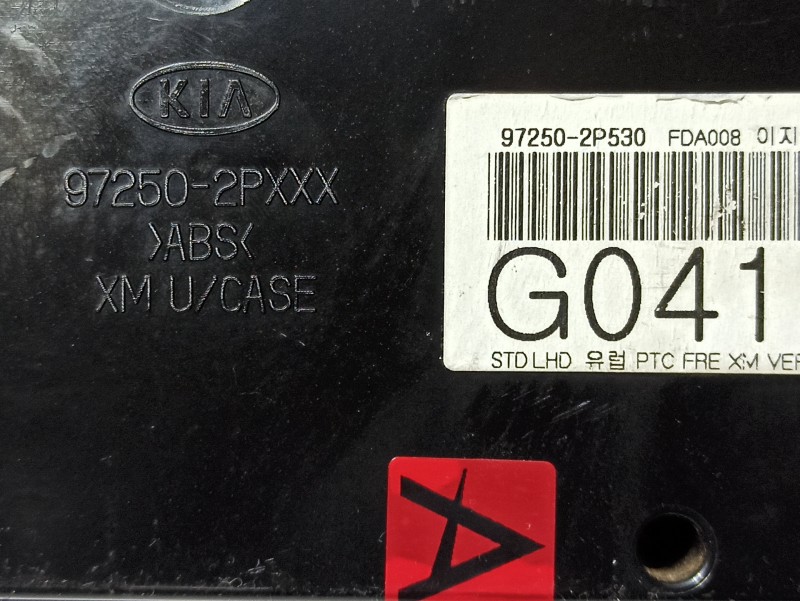 KIA
97250-2PXXX
>ABS<
XM U/CASE
97250-2P530 FDA008 이지
G041
STD LHD 유럽 PTC FRE XM VER
A